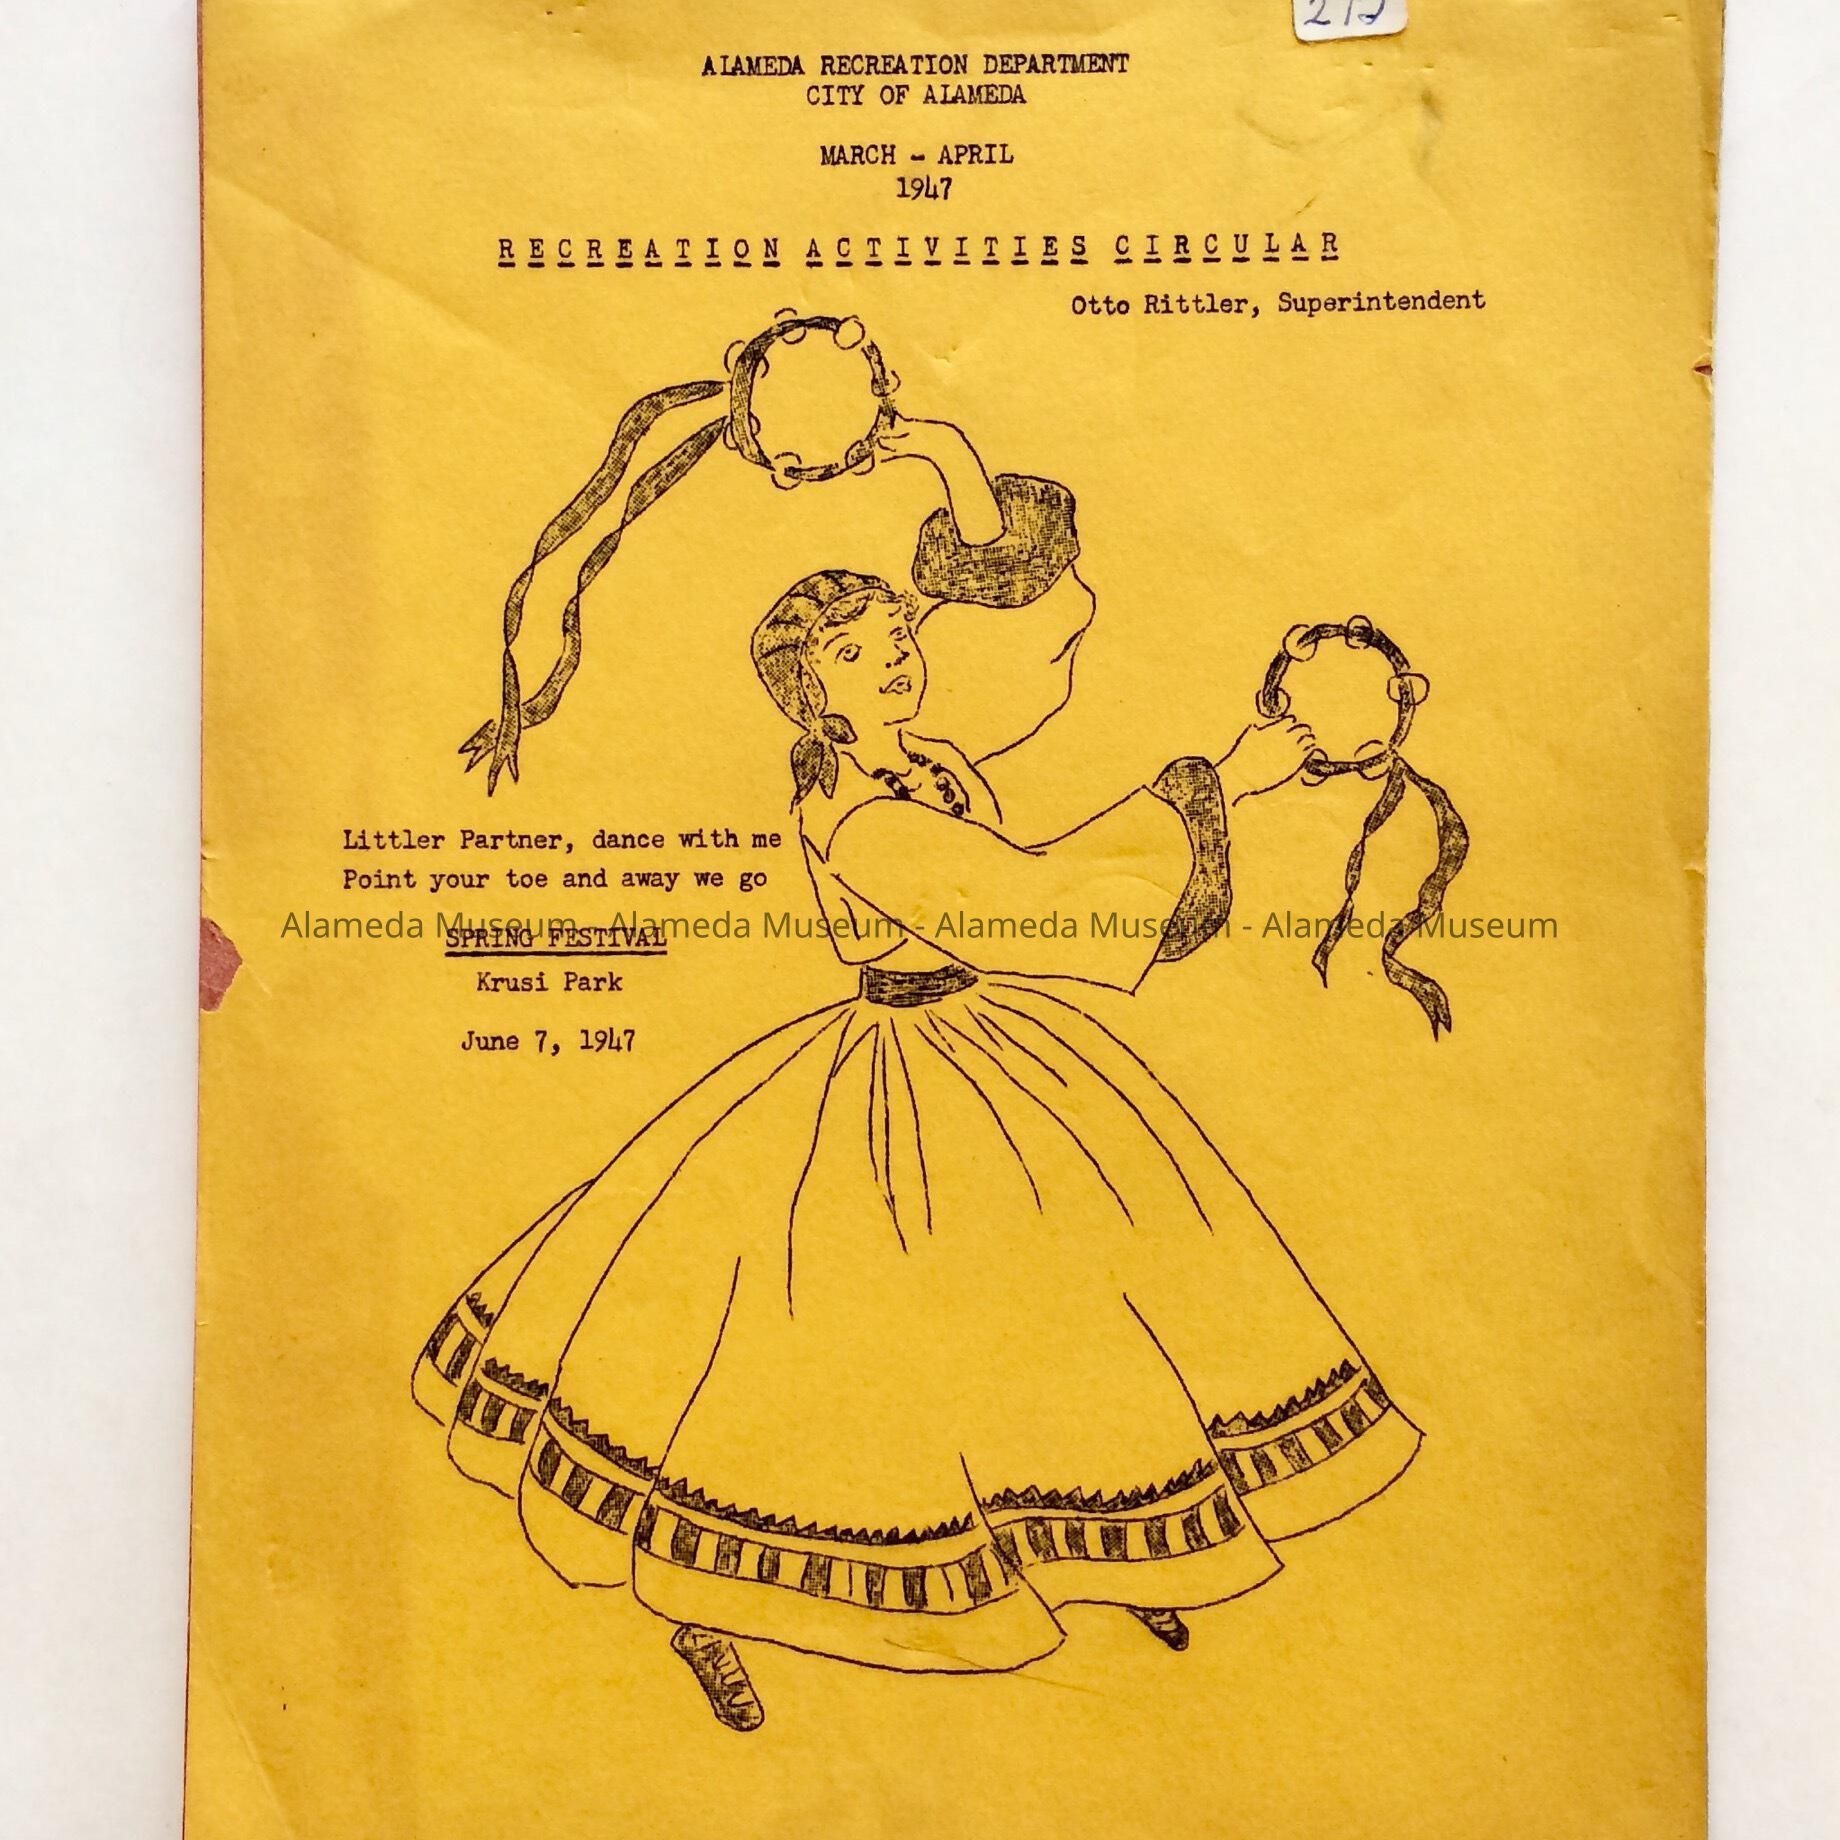 ALAMEDA RECREATION DEPARTMENT
CITY OF ALAMEDA
MARCH - APRIL
1947
RECREATION ACTIVITIES CIRCULAR
Otto Rittler, Superintendent
Littler Partner, dance with me
Point your toe and away we go
Alameda Museum - Alameda Museum - Alameda Museum - Alameda Museum
SPRING FESTIVAL
Krusi Park
June 7, 1947